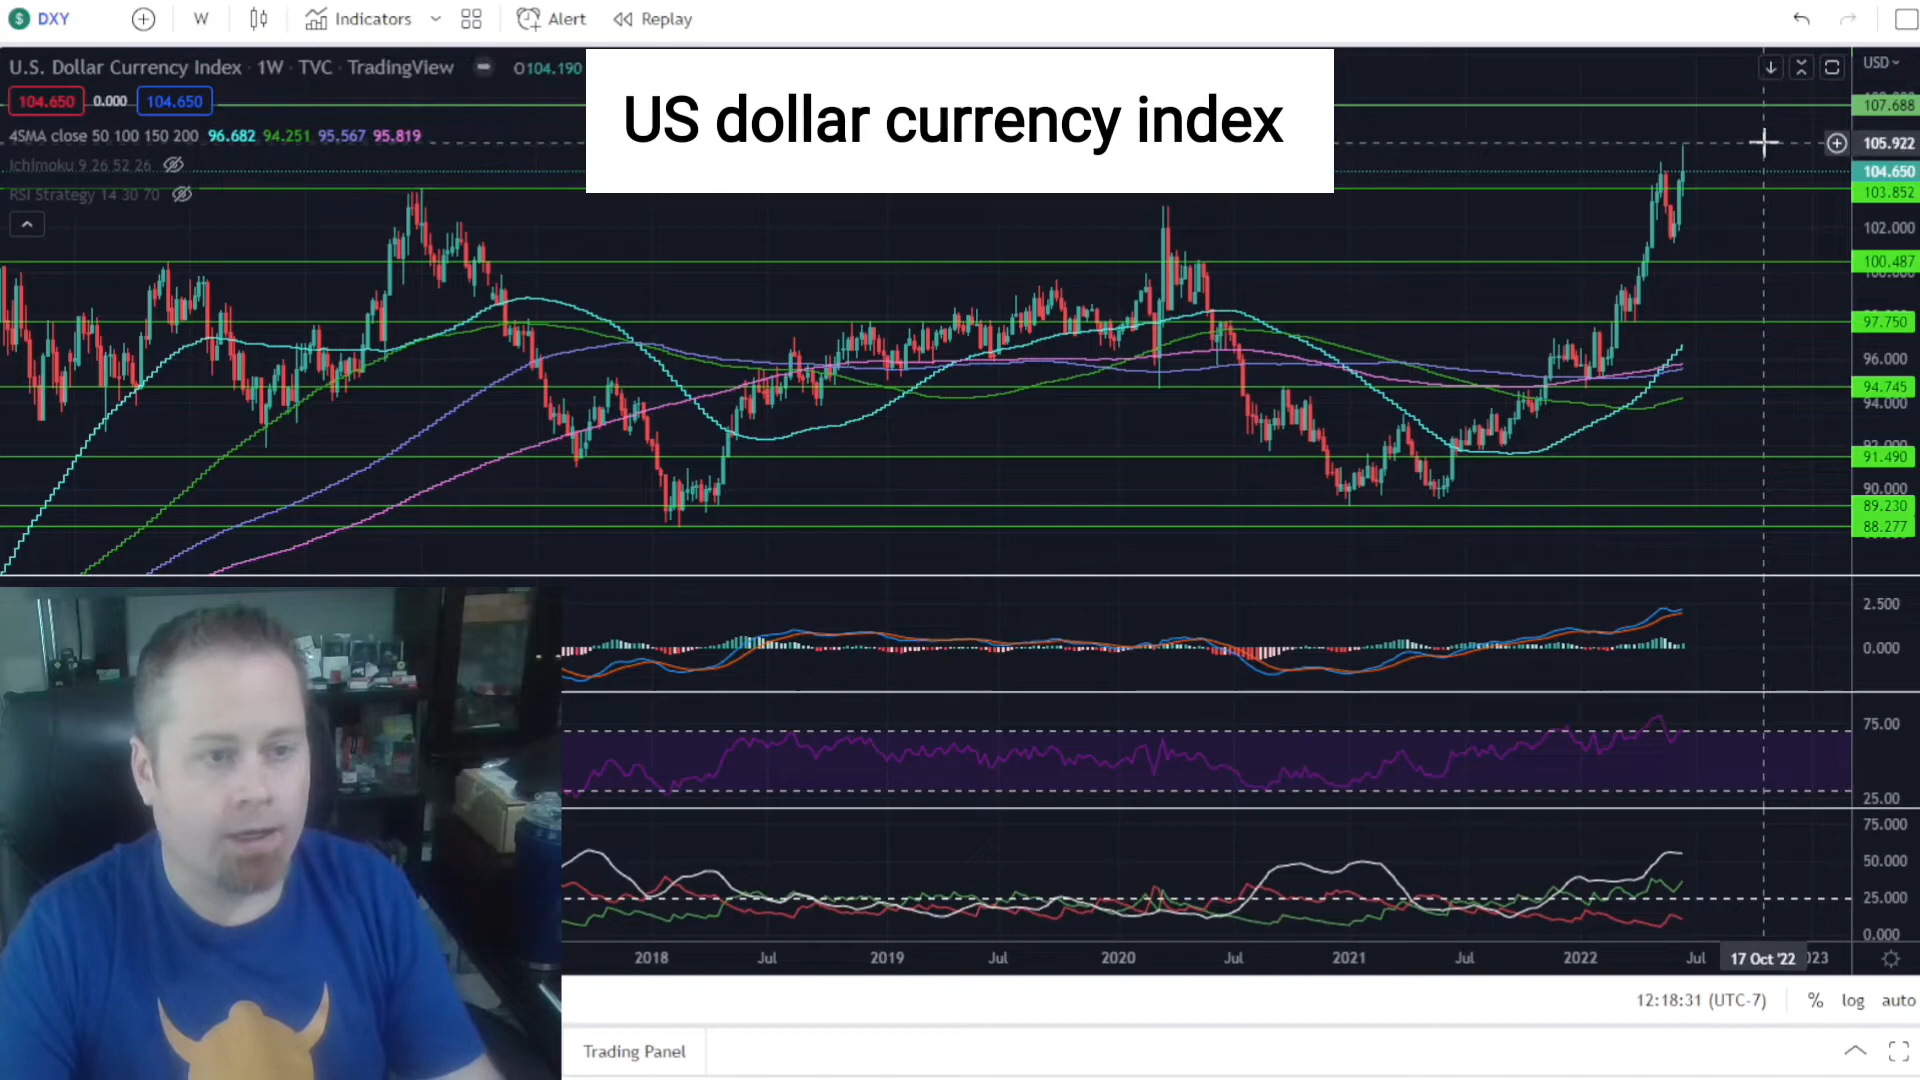 DXY
W
Indicators
Alert
Replay
U.S. Dollar Currency Index · 1W · TVC · TradingView
O104.190
USD
104.650 0.000 104.650
US dollar currency index
4SMA close 50 100 150 200 96.682 94.251 95.567 95.819
Ichimoku 9 26 52 26
RSI Strategy 14 30 70
107.688
105.922
104.650
103.852
102.000
100.487
97.750
96.000
94.745
94.000
91.490
90.000
89.230
88.277
2.500
0.000
75.00
25.00
75.000
50.000
25.000
0.000
2018 Jul 2019 Jul 2020 Jul 2021 Jul 2022 Jul 17 Oct '22 023
12:18:31 (UTC-7) % log auto
Trading Panel